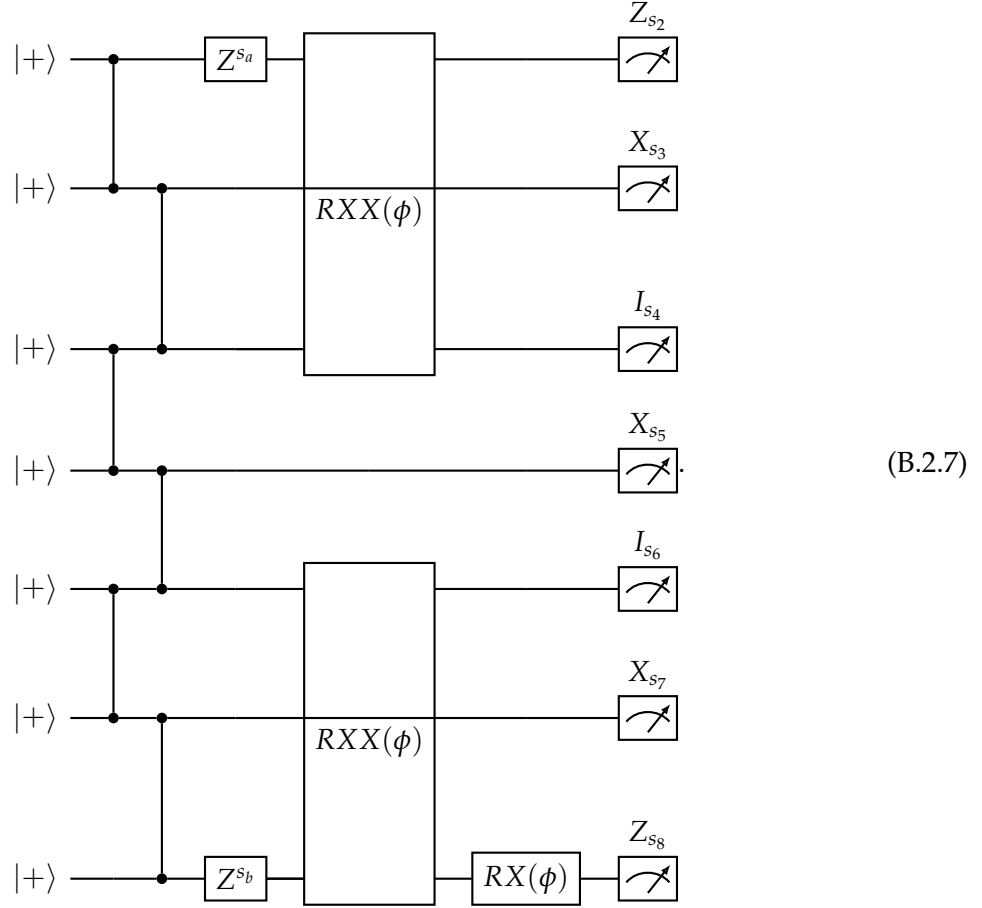 Z_{s_2}
|+⟩ Z^{s_a}
X_{s_3}
|+⟩
RXX(ϕ)
I_{s_4}
|+⟩
X_{s_5}
|+⟩ . (B.2.7)
I_{s_6}
|+⟩
X_{s_7}
|+⟩
RXX(ϕ)
Z_{s_8}
|+⟩ Z^{s_b} RX(ϕ)